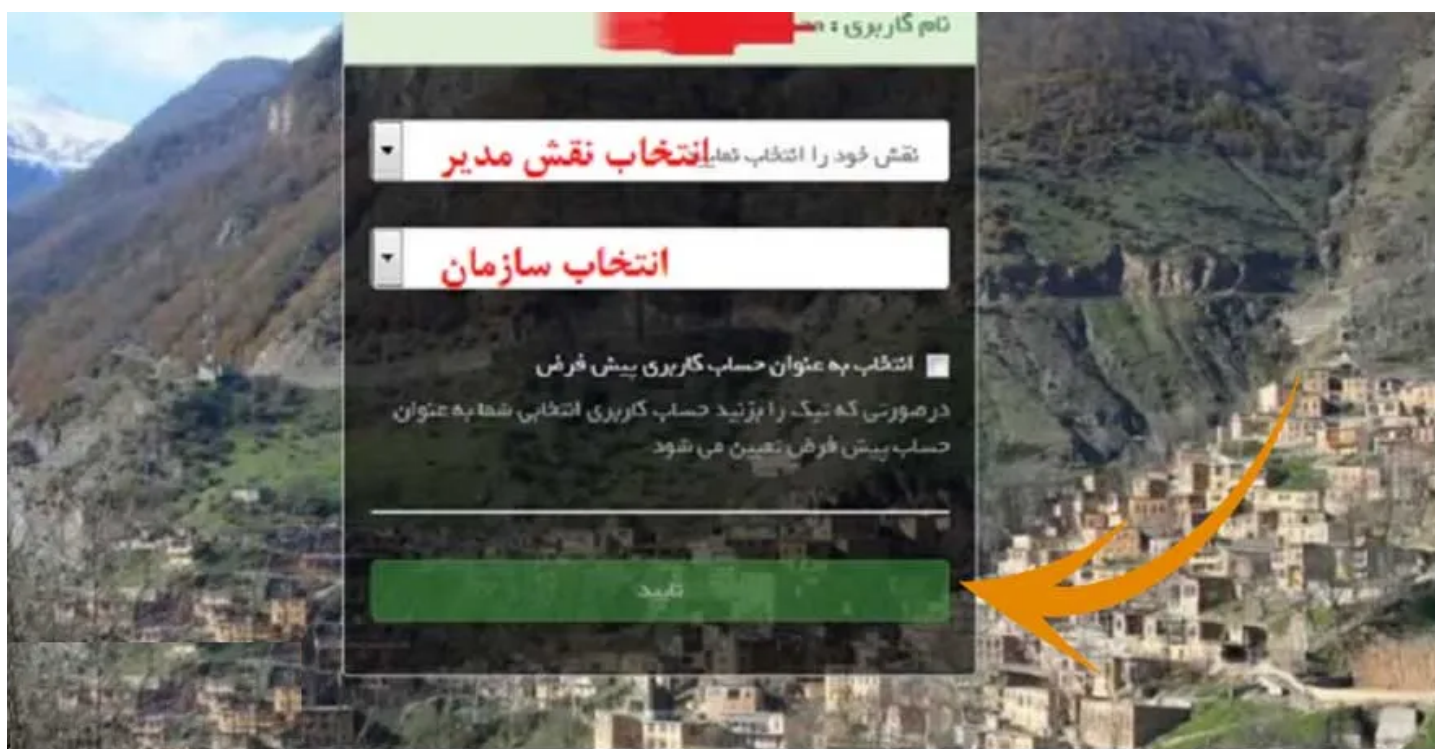 نام کاربری :
نقش خود را انتخاب نمایید
انتخاب نقش مدیر
انتخاب سازمان
انتخاب به عنوان حساب کاربری پیش فرض
درصورتی که تیک را بزنید حساب کاربری انتخابی شما به عنوان
حساب پیش فرض تعیین می شود
تایید